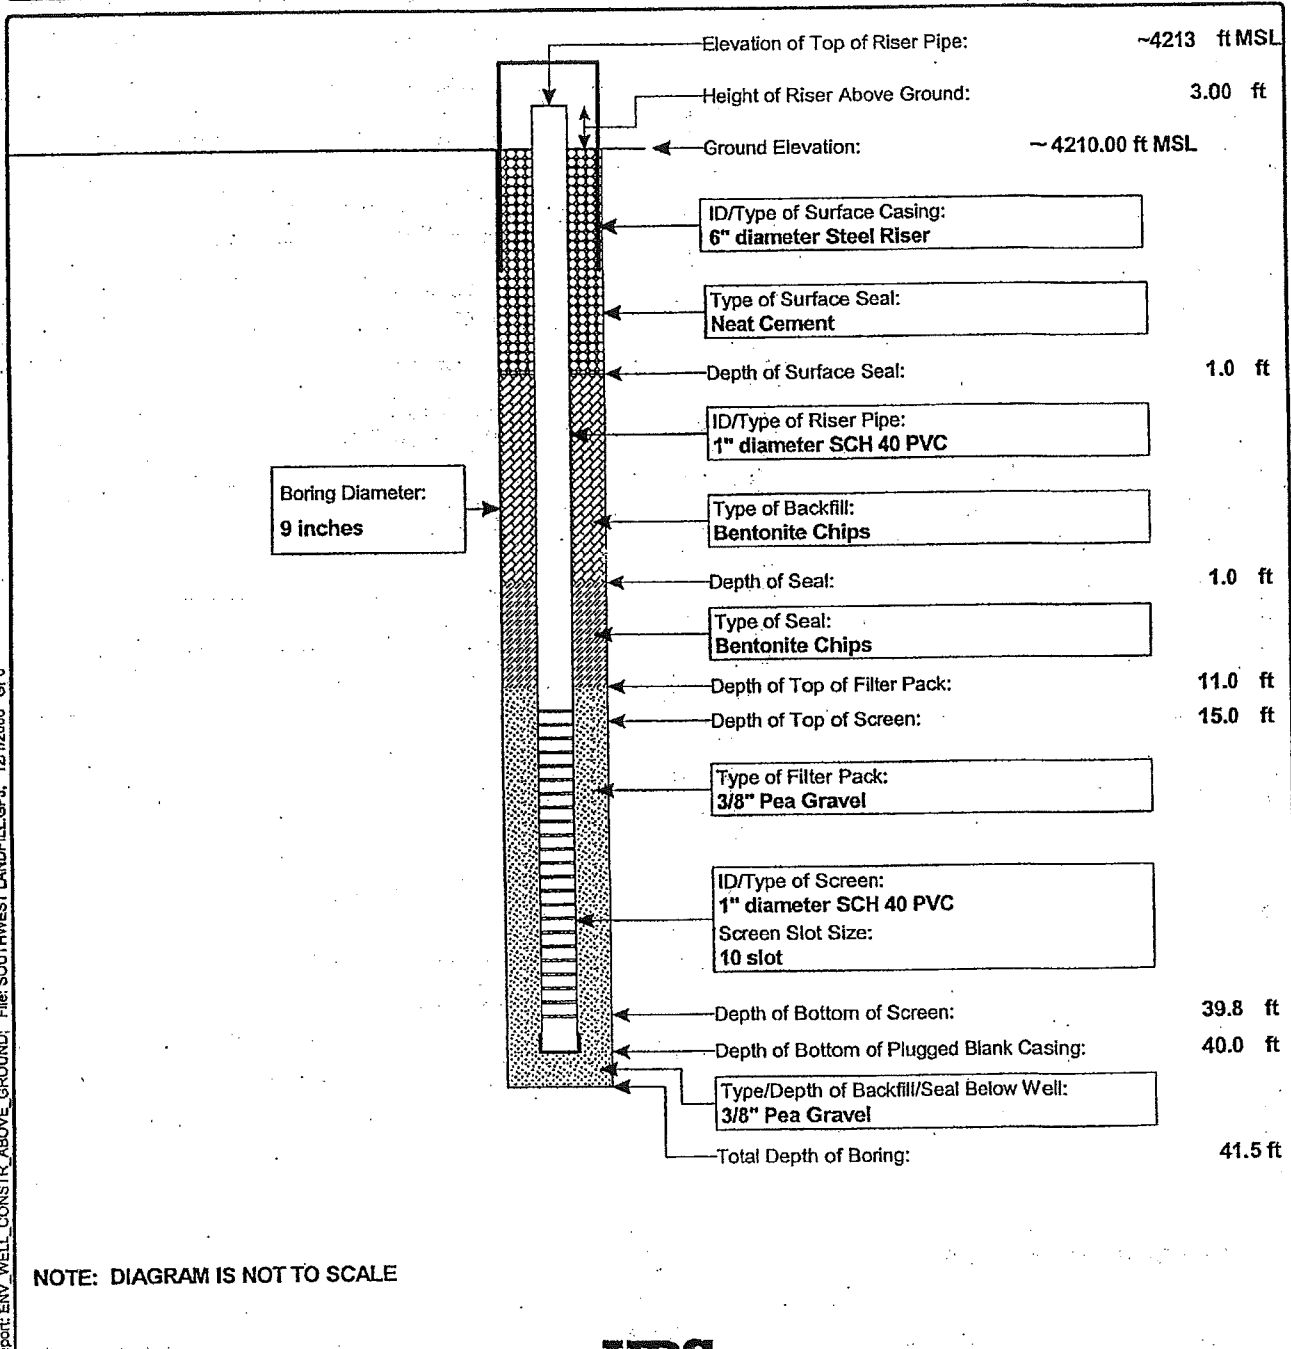 Elevation of Top of Riser Pipe: ~4213 ft MSL
Height of Riser Above Ground: 3.00 ft
Ground Elevation: ~ 4210.00 ft MSL
ID/Type of Surface Casing:
6" diameter Steel Riser
Type of Surface Seal:
Neat Cement
Depth of Surface Seal: 1.0 ft
ID/Type of Riser Pipe:
1" diameter SCH 40 PVC
Boring Diameter:
9 inches
Type of Backfill:
Bentonite Chips
Depth of Seal: 1.0 ft
Type of Seal:
Bentonite Chips
Depth of Top of Filter Pack: 11.0 ft
Depth of Top of Screen: 15.0 ft
Type of Filter Pack:
3/8" Pea Gravel
ID/Type of Screen:
1" diameter SCH 40 PVC
Screen Slot Size:
10 slot
Depth of Bottom of Screen: 39.8 ft
Depth of Bottom of Plugged Blank Casing: 40.0 ft
Type/Depth of Backfill/Seal Below Well:
3/8" Pea Gravel
Total Depth of Boring: 41.5 ft
NOTE: DIAGRAM IS NOT TO SCALE
ENV_WELL_CONSTR_ABOVE_GROUND; File: SOUTHWEST LANDFILL.GPJ;